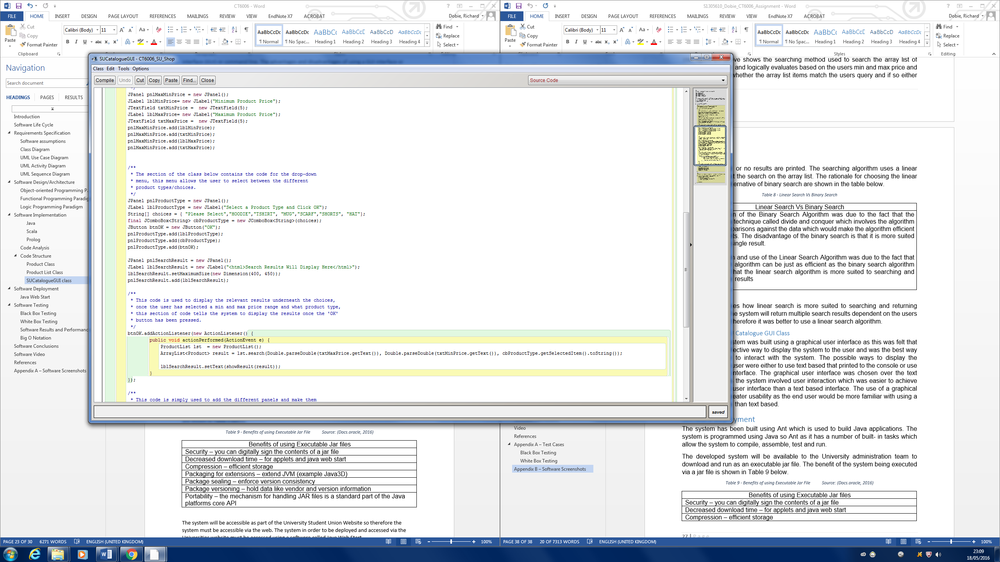 CT6006 - Word
FILE HOME INSERT DESIGN PAGE LAYOUT REFERENCES MAILINGS REVIEW VIEW EndNote X7 ACROBAT
Dobie, Richard
Paste
Cut
Copy
Format Painter
Clipboard
Calibri (Body) 11
AaBbCcDc AaBbCcDc AaBbCc AaBbCcC AaBbCcD AaBbCcDc
¶ Normal ¶ No Spac... Heading 1 Heading 2 Heading 3 Heading 4
Find
Replace
Select
S1305610_Dobie_CT6006_Assignment - Word
FILE HOME INSERT DESIGN PAGE LAYOUT REFERENCES MAILINGS REVIEW VIEW EndNote X7 ACROBAT
Dobie, Richard
Paste
Cut
Copy
Format Painter
Clipboard
Calibri (Body) 11
¶ Normal ¶ No Spac... Heading 1 Heading 2 Heading 3 Heading 4
Styles
Find
Replace
Select
Editing
Navigation
Search document
HEADINGS PAGES RESULTS
Introduction
Software Life Cycle
Requirements Specification
Software assumptions
Class Diagram
UML Use Case Diagram
UML Activity Diagram
UML Sequence Diagram
Software Design/Architecture
Object-oriented Programming P...
Functional Programming Paradig
Logic Programming Paradigm
Software Implementation
Java
Scala
Prolog
Code Analysis
Code Structure
Product Class
Product List Class
SUCatalogueGUI class
Software Deployment
Java Web Start
Software Testing
Black Box Testing
White Box Testing
Software Results and Performanc
Big O Notation
Software Conclusions
Software Video
References
Appendix A – Software Screenshots
SUCatalogueGUI - CT6006_SU_Shop
Class Edit Tools Options
Compile Undo Cut Copy Paste Find... Close
Source Code
*/
JPanel pnlMaxMinPrice = new JPanel();
JLabel lblMinPrice= new JLabel("Minimum Product Price");
JTextField txtMinPrice =  new JTextField(5);
JLabel lblMaxPrice= new JLabel("Maximum Product Price");
JTextField txtMaxPrice =  new JTextField(5);
pnlMaxMinPrice.add(lblMinPrice);
pnlMaxMinPrice.add(txtMinPrice);
pnlMaxMinPrice.add(lblMaxPrice);
pnlMaxMinPrice.add(txtMaxPrice);
/**
* The section of the class below contains the code for the drop-down
* menu, this menu allows the user to select between the different
* product types/choices.
*/
JPanel pnlProductType = new JPanel();
JLabel lblProductType = new JLabel("Select a Product Type and Click OK");
String[] choices = { "Please Select","HOODIE","TSHIRT", "MUG","SCARF","SHORTS", "HAT"};
final JComboBox<String> cbProductType = new JComboBox<String>(choices);
JButton btnOK = new JButton("OK");
pnlProductType.add(lblProductType);
pnlProductType.add(cbProductType);
pnlProductType.add(btnOK);
JPanel pnlSearchResult = new JPanel();
JLabel lblSearchResult = new JLabel("<html>Search Results Will Display Here</html>");
lblSearchResult.setMaximumSize(new Dimension(400, 450));
pnlSearchResult.add(lblSearchResult);
/**
* This code is used to display the relevant results underneath the choices,
* once the user has selected a min and max price range and what product type,
* this section of code tells the system to display the results once the 'OK'
* button has been pressed.
*/
btnOK.addActionListener(new ActionListener() {
public void actionPerformed(ActionEvent e) {
ProductList lst  = new ProductList();
ArrayList<Product> result = lst.search(Double.parseDouble(txtMaxPrice.getText()), Double.parseDouble(txtMinPrice.getText()), cbProductType.getSelectedItem().toString());
lblSearchResult.setText(showResult(result));
}
});
/**
* This code is simply used to add the different panels and make them
saved
ve shows the searching method used to search the array list of
and logically evaluates based on the users min and max price and
whether the array list items match the users query and if so either
or no results are printed. The searching algorithm uses a linear
t the search on the array list. The rationale for choosing the linear
ernative of binary search are shown in the table below.
Table 8 - Linear Search Vs Binary Search
Linear Search Vs Binary Search
n of the Binary Search Algorithm was due to the fact that the
technique called divide and conquer which involves the algorithm
parisons against the data which would make the algorithm efficient
ts. The disadvantage of the binary search is that it is more suited
ingle result.
n and use of the Linear Search Algorithm was due to the fact that
algorithm can be just as efficient as the binary search algorithm
hat the linear search algorithm is more suited to searching and
results
es how linear search is more suited to searching and returning
e system will return multiple search results dependent on the users
herefore it was better to use a linear search algorithm.
Catalogue GUI Class
stem was built using a graphical user interface as this was felt that
ective way to display the system to the user and was the best way
to interact with the system. The possible ways to display the
user were either to use text based that printed to the console or use
nterface. The graphical user interface was chosen over the text
the system involved user interaction which was easier to achieve
user interface than a text based interface. The use of a graphical
eater usability as the end user would be more familiar with using a
than text based.
yment
The system has been built using Ant which is used to build Java applications. The
system is programmed using Java so Ant as it has a number of built- in tasks which
allow the system to compile, assemble, test and run.
The developed system will be available to the University administration team to
download and run as an executable jar file. The benefit of the system being executed
via a jar file is shown in Table 9 below.
Table 9 - Benefits of using Executable Jar File Source: (Docs.oracle, 2016)
Benefits of using Executable Jar files
Security – you can digitally sign the contents of a jar file
Decreased download time – for applets and java web start
Compression – efficient storage
27 | Page
Video
References
Appendix A – Test Cases
Black Box Testing
White Box Testing
Appendix B – Software Screenshots
Table 9 - Benefits of using Executable Jar File Source: (Docs.oracle, 2016)
Benefits of using Executable Jar files
Security – you can digitally sign the contents of a jar file
Decreased download time – for applets and java web start
Compression – efficient storage
Packaging for extensions – extend JVM (example Java3D)
Package sealing – enforce version consistency
Package versioning – hold data like vendor and version information
Portability – the mechanism for handling JAR files is a standard part of the Java
platforms core API
The system will be accessible as part of the University Student Union Website so therefore the
system must be accessible via the web. The system in order to be deployed and accessed via the
PAGE 23 OF 30 6271 WORDS ENGLISH (UNITED KINGDOM) 100%
PAGE 38 OF 38 20 OF 7313 WORDS ENGLISH (UNITED KINGDOM) 100%
23:09
18/05/2016